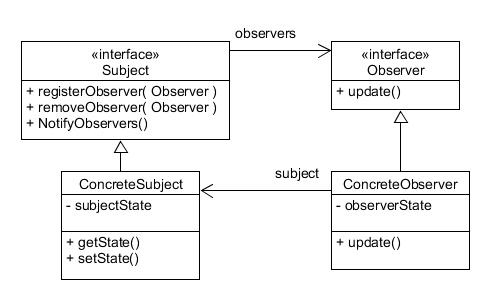 observers
«interface»
Subject
+ registerObserver( Observer )
+ removeObserver( Observer )
+ NotifyObservers()
«interface»
Observer
+ update()
subject
ConcreteSubject
- subjectState
+ getState()
+ setState()
ConcreteObserver
- observerState
+ update()